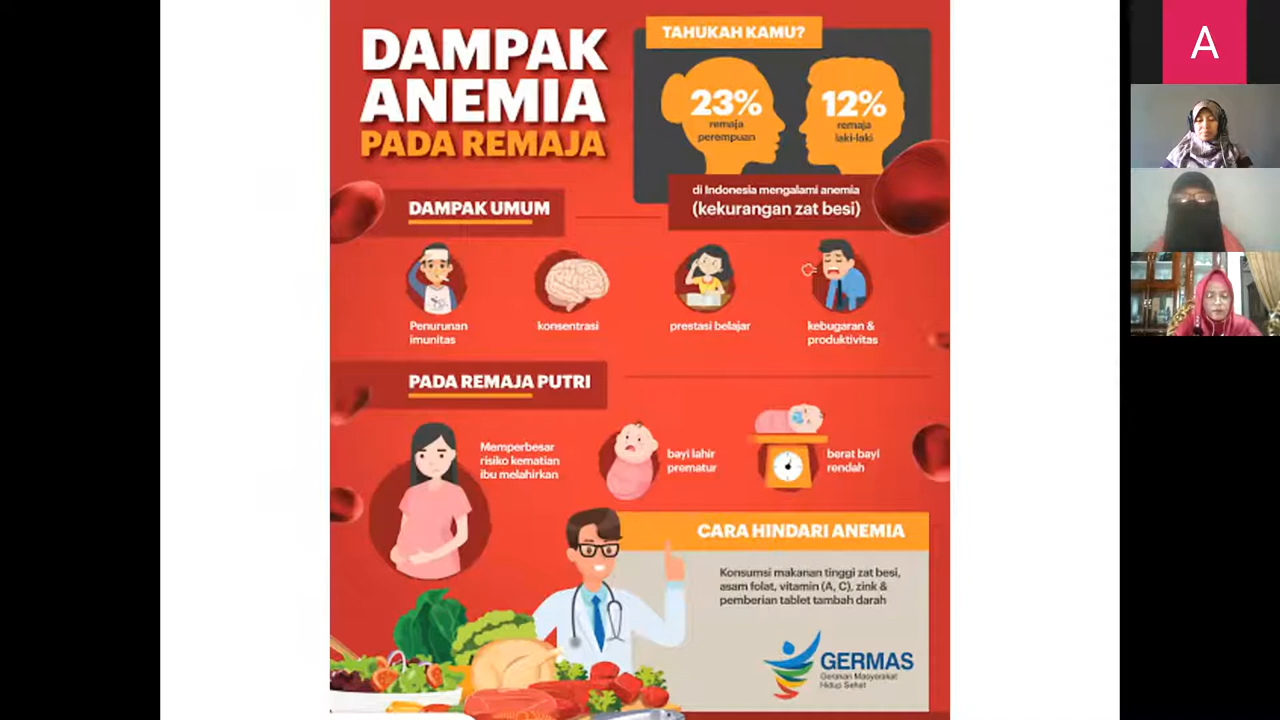 DAMPAK
ANEMIA
PADA REMAJA
TAHUKAH KAMU?
23%
remaja
perempuan
12%
remaja
laki-laki
di Indonesia mengalami anemia
(kekurangan zat besi)
DAMPAK UMUM
Penurunan
imunitas
konsentrasi
prestasi belajar
kebugaran &
produktivitas
PADA REMAJA PUTRI
Memperbesar
risiko kematian
ibu melahirkan
bayi lahir
prematur
berat bayi
rendah
CARA HINDARI ANEMIA
Konsumsi makanan tinggi zat besi,
asam folat, vitamin (A, C), zink &
pemberian tablet tambah darah
GERMAS
Gerakan Masyarakat
Hidup Sehat
A